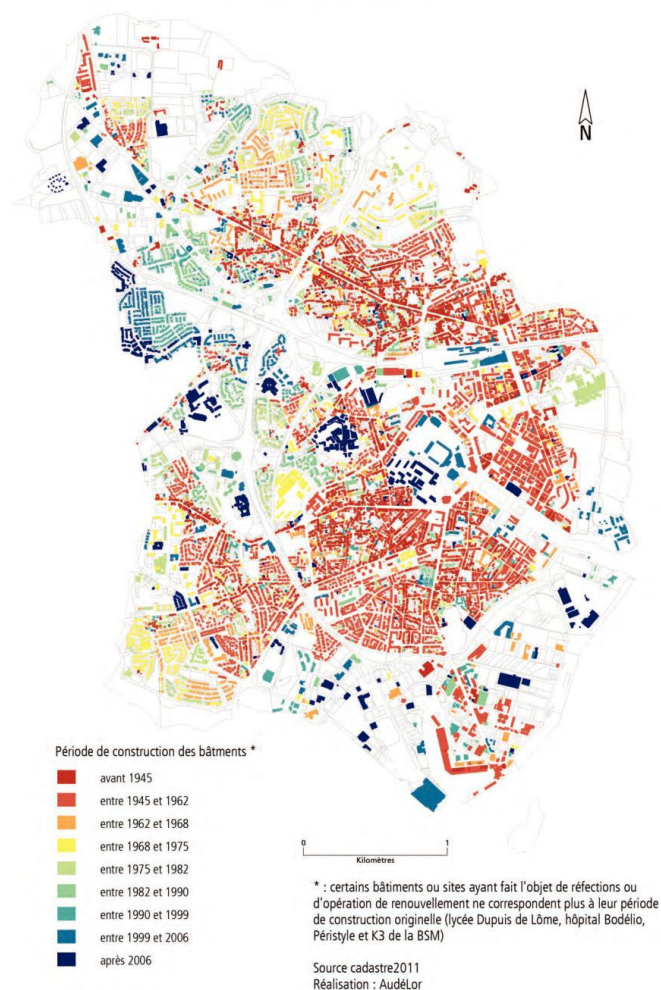 N
Période de construction des bâtments *
avant 1945
entre 1945 et 1962
entre 1962 et 1968
entre 1968 et 1975
entre 1975 et 1982
entre 1982 et 1990
entre 1990 et 1999
entre 1999 et 2006
après 2006
0 1
Kilomètres
* : certains bâtiments ou sites ayant fait l'objet de réfections ou
d'opération de renouvellement ne correspondent plus à leur période
de construction originelle (lycée Dupuis de Lôme, hôpital Bodélio,
Péristyle et K3 de la BSM)
Source cadastre2011
Réalisation : AudéLor